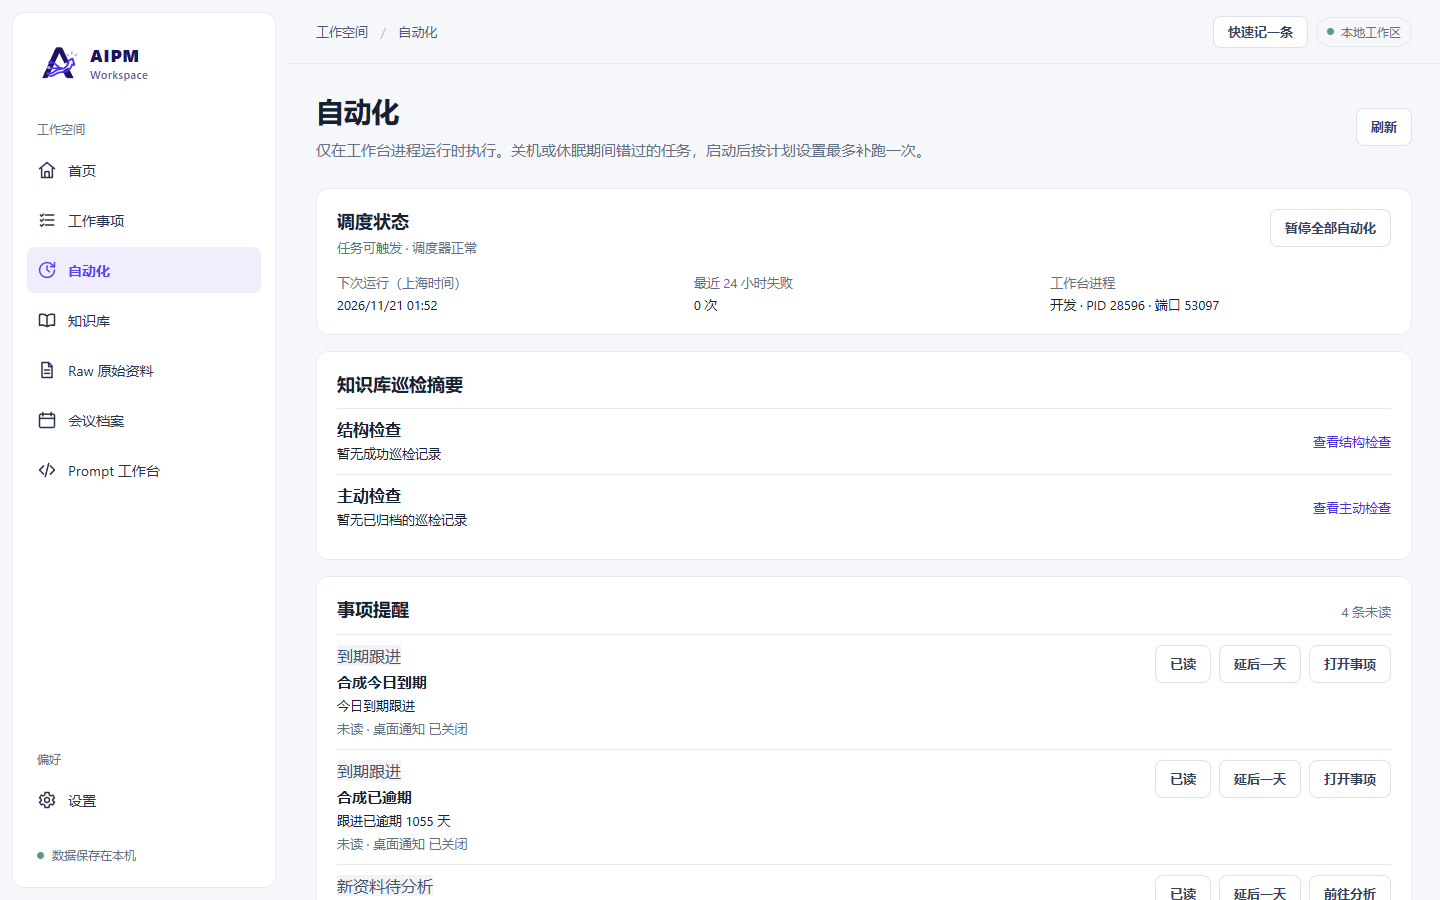 AIPM
Workspace
工作空间
首页
工作事项
自动化
知识库
Raw 原始资料
会议档案
Prompt 工作台
偏好
设置
数据保存在本机
工作空间 / 自动化
快速记一条
本地工作区
自动化
仅在工作台进程运行时执行。关机或休眠期间错过的任务，启动后按计划设置最多补跑一次。
刷新
调度状态
任务可触发 · 调度器正常
暂停全部自动化
下次运行（上海时间）
2026/11/21 01:52
最近 24 小时失败
0 次
工作台进程
开发 · PID 28596 · 端口 53097
知识库巡检摘要
结构检查
暂无成功巡检记录
查看结构检查
主动检查
暂无已归档的巡检记录
查看主动检查
事项提醒
4 条未读
到期跟进
合成今日到期
今日到期跟进
未读 · 桌面通知 已关闭
已读
延后一天
打开事项
到期跟进
合成已逾期
跟进已逾期 1055 天
未读 · 桌面通知 已关闭
已读
延后一天
打开事项
新资料待分析
已读
延后一天
前往分析